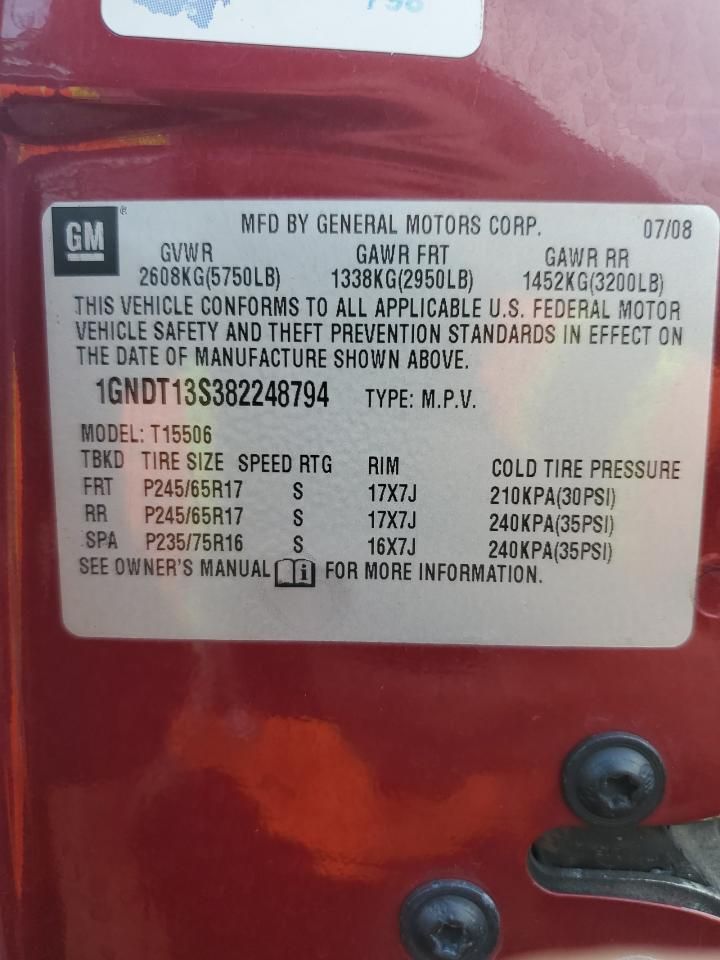 GM ® MFD BY GENERAL MOTORS CORP. 07/08
GVWR GAWR FRT GAWR RR
2608KG(5750LB) 1338KG(2950LB) 1452KG(3200LB)
THIS VEHICLE CONFORMS TO ALL APPLICABLE U.S. FEDERAL MOTOR
VEHICLE SAFETY AND THEFT PREVENTION STANDARDS IN EFFECT ON
THE DATE OF MANUFACTURE SHOWN ABOVE.
1GNDT13S382248794 TYPE: M.P.V.
MODEL: T15506
TBKD TIRE SIZE SPEED RTG RIM COLD TIRE PRESSURE
FRT P245/65R17 S 17X7J 210KPA(30PSI)
RR P245/65R17 S 17X7J 240KPA(35PSI)
SPA P235/75R16 S 16X7J 240KPA(35PSI)
SEE OWNER'S MANUAL i FOR MORE INFORMATION.